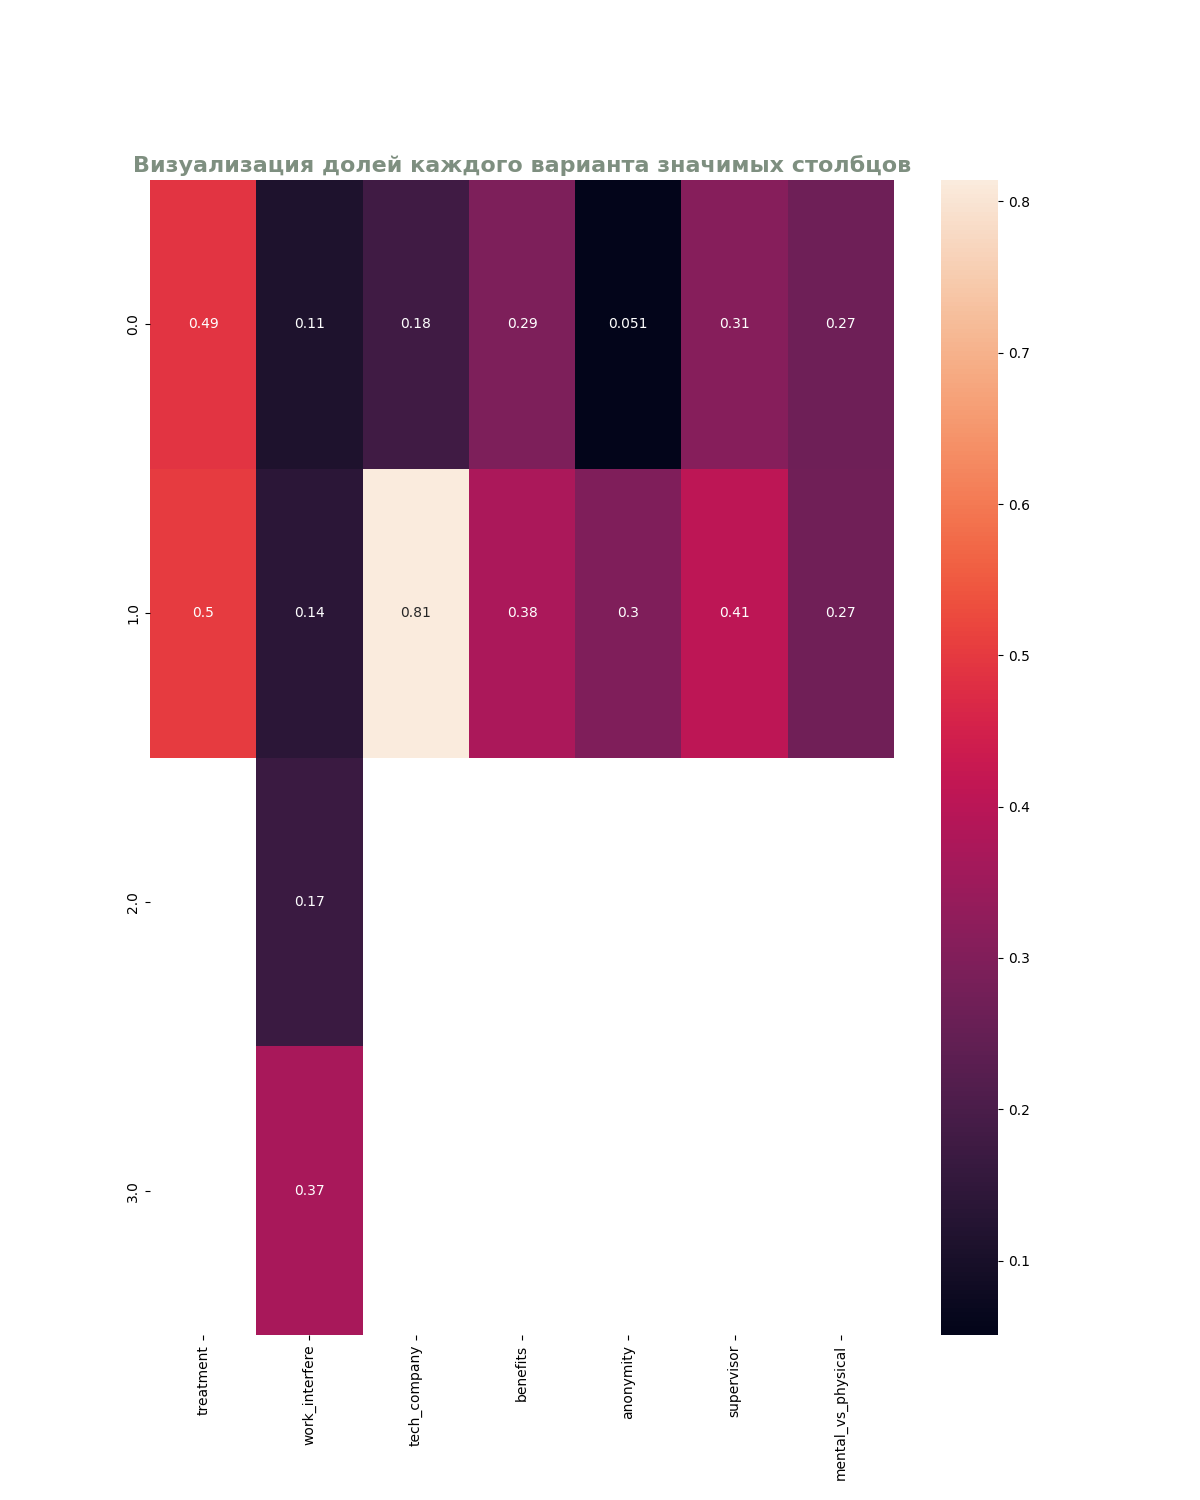 Визуализация долей каждого варианта значимых столбцов
0.0
0.49 0.11 0.18 0.29 0.051 0.31 0.27
1.0
0.5 0.14 0.81 0.38 0.3 0.41 0.27
2.0
0.17
3.0
0.37
treatment
work_interfere
tech_company
benefits
anonymity
supervisor
mental_vs_physical
0.8
0.7
0.6
0.5
0.4
0.3
0.2
0.1